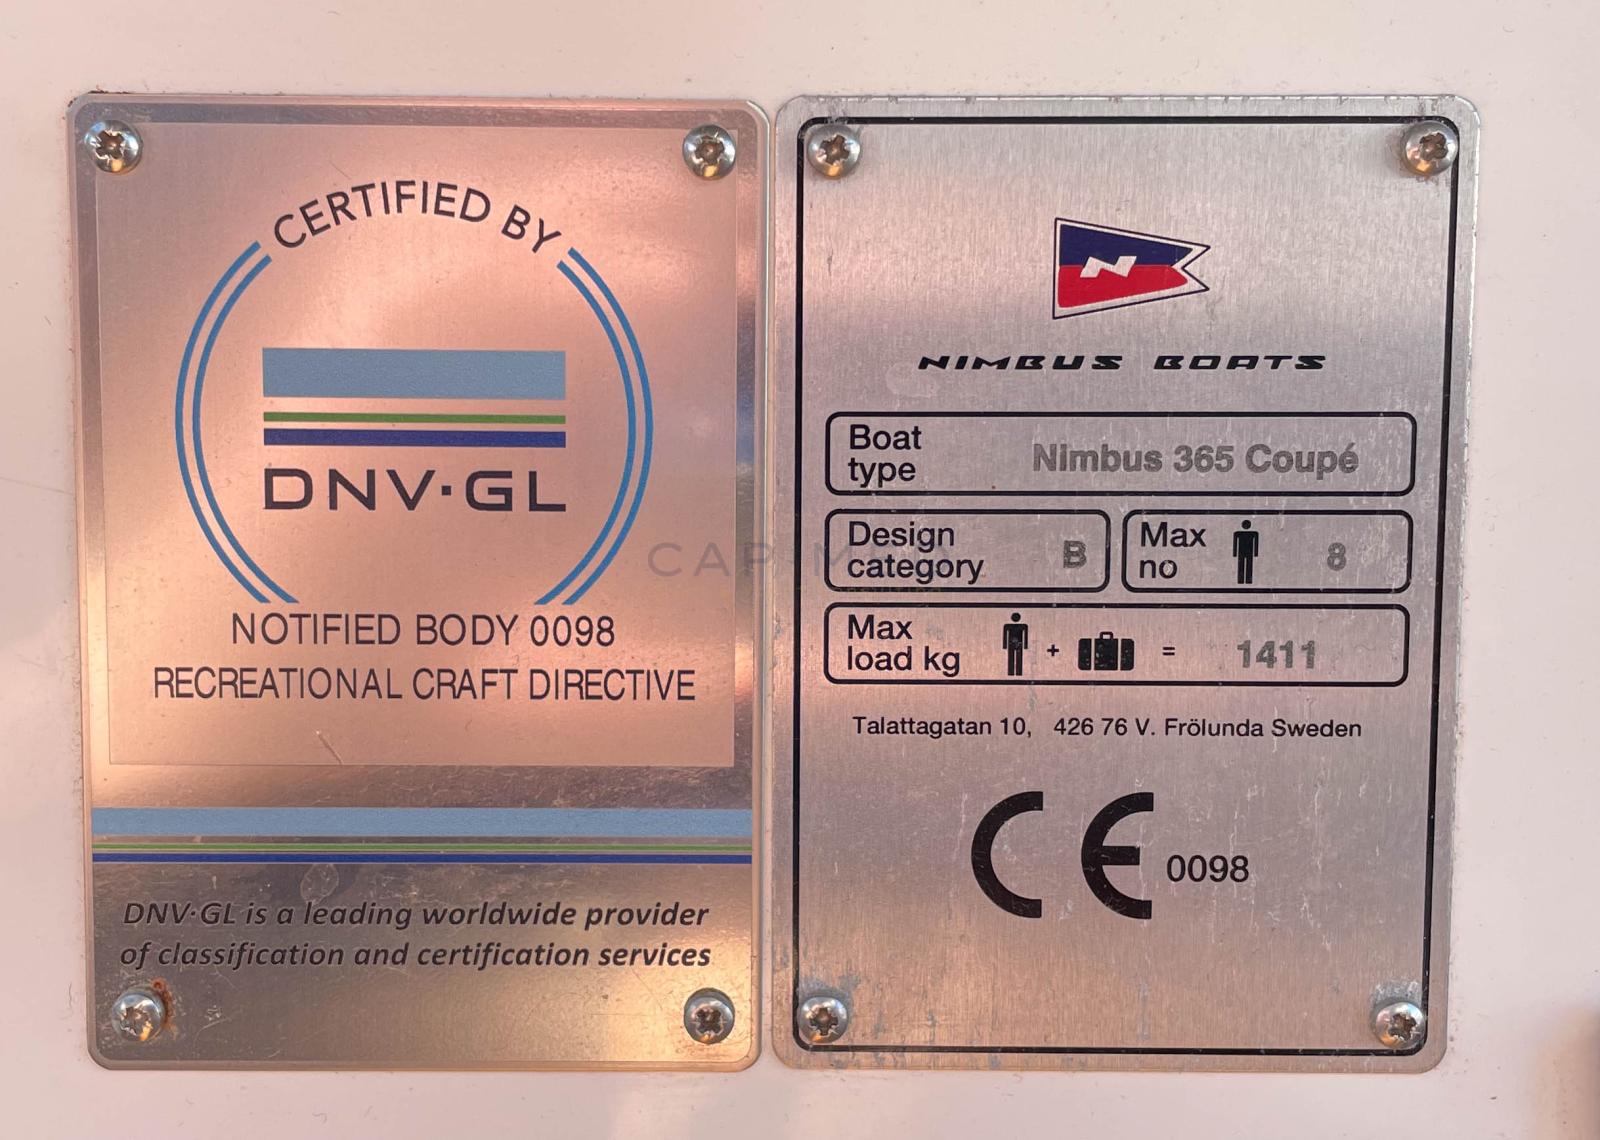 CERTIFIED BY
DNV·GL
NOTIFIED BODY 0098
RECREATIONAL CRAFT DIRECTIVE
DNV·GL is a leading worldwide provider
of classification and certification services
N
NIMBUS BOATS
Boat type Nimbus 365 Coupé
Design category B
Max no 8
Max load kg + = 1411
Talattagatan 10, 426 76 V. Frölunda Sweden
CE 0098